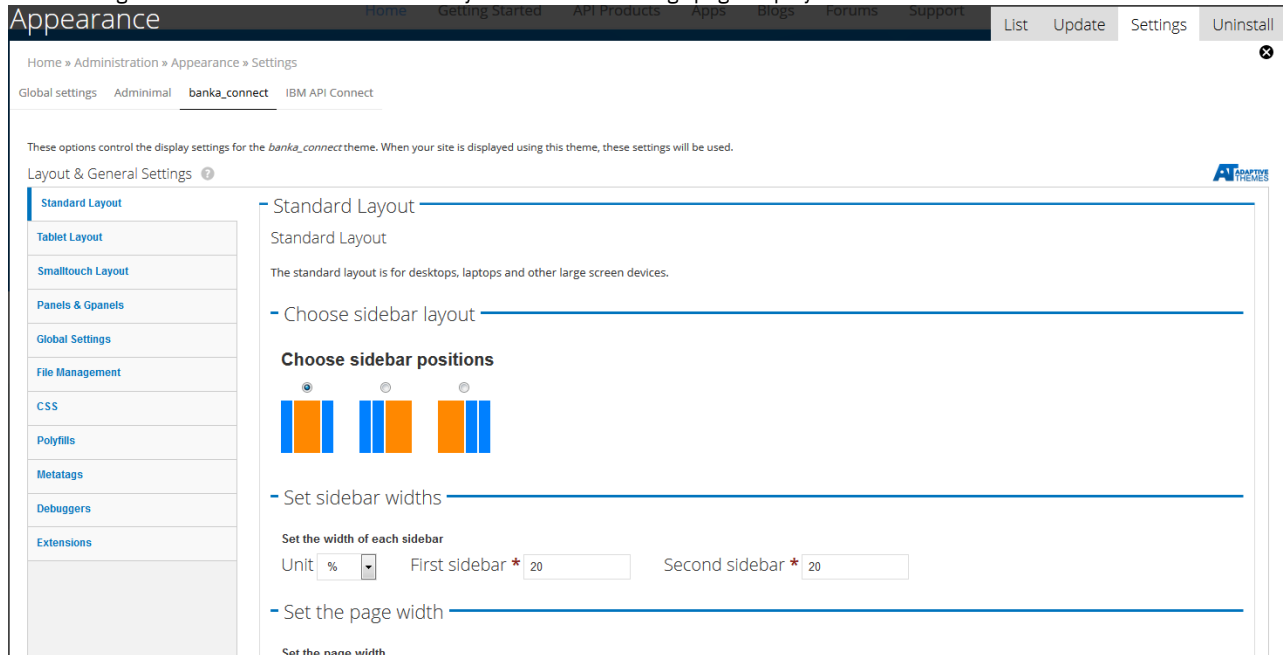 Home Getting Started API Products Apps Blogs Forums Support
Appearance
List Update Settings Uninstall
Home » Administration » Appearance » Settings
Global settings Adminimal banka_connect IBM API Connect
These options control the display settings for the banka_connect theme. When your site is displayed using this theme, these settings will be used.
Layout & General Settings ?
AT ADAPTIVE THEMES
Standard Layout
Tablet Layout
Smalltouch Layout
Panels & Gpanels
Global Settings
File Management
CSS
Polyfills
Metatags
Debuggers
Extensions
Standard Layout
Standard Layout
The standard layout is for desktops, laptops and other large screen devices.
Choose sidebar layout
Choose sidebar positions
Set sidebar widths
Set the width of each sidebar
Unit % First sidebar * 20 Second sidebar * 20
Set the page width
Set the page width